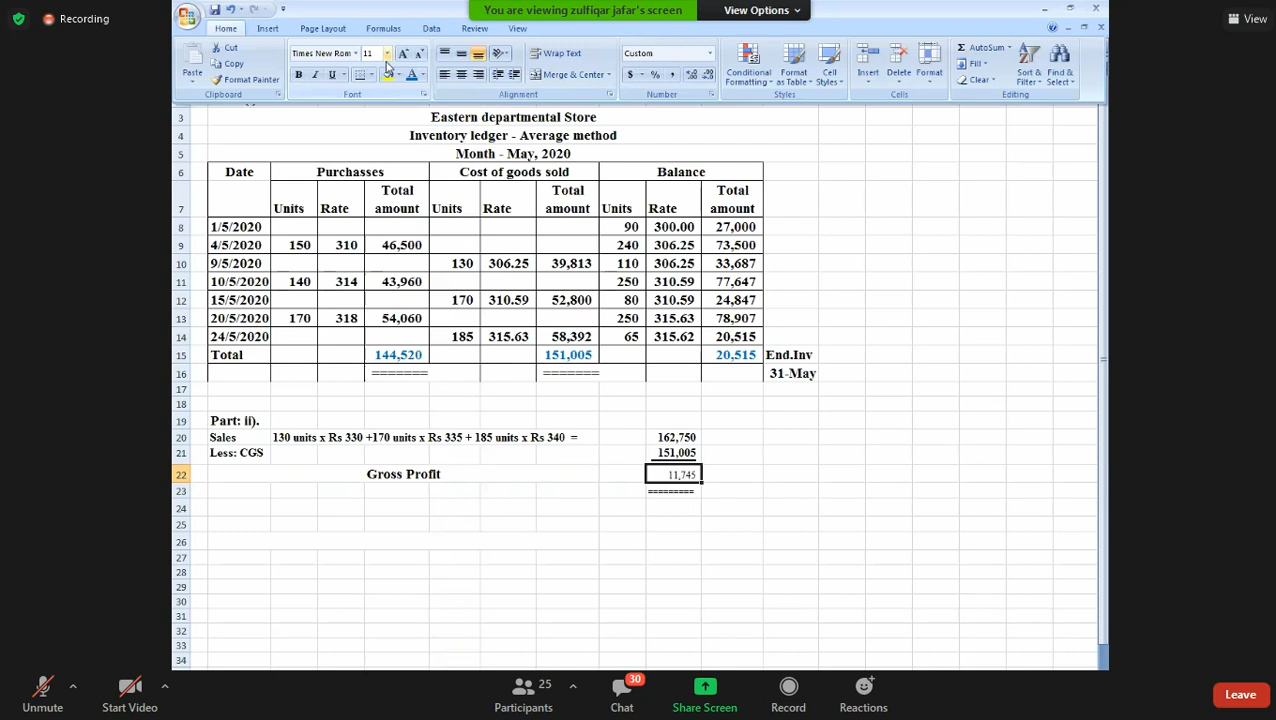 You are viewing zulfiqar jafar's screen
View Options
Recording
View
Home Insert Page Layout Formulas Data Review View
Cut
Copy
Format Painter
Paste
Clipboard
Times New Rom 11
B I U
Font
Wrap Text
Merge & Center
Alignment
Custom
$ % ,
Number
Conditional Formatting
Format as Table
Cell Styles
Styles
Insert Delete Format
Cells
AutoSum
Fill
Clear
Sort & Filter
Find & Select
Editing
3 Eastern departmental Store
4 Inventory ledger - Average method
5 Month - May, 2020
6 Date Purchasses Cost of goods sold Balance
7 Units Rate Total amount Units Rate Total amount Units Rate Total amount
8 1/5/2020 90 300.00 27,000
9 4/5/2020 150 310 46,500 240 306.25 73,500
10 9/5/2020 130 306.25 39,813 110 306.25 33,687
11 10/5/2020 140 314 43,960 250 310.59 77,647
12 15/5/2020 170 310.59 52,800 80 310.59 24,847
13 20/5/2020 170 318 54,060 250 315.63 78,907
14 24/5/2020 185 315.63 58,392 65 315.62 20,515
15 Total 144,520 151,005 20,515 End.Inv
16 ======= ======= 31-May
17
18
19 Part: ii).
20 Sales 130 units x Rs 330 +170 units x Rs.335 + 185 units x Rs 340 = 162,750
21 Less: CGS 151,005
22 Gross Profit 11,745
23 =========
24
25
26
27
28
29
30
31
32
33
34
Unmute
Start Video
25
Participants
30
Chat
Share Screen
Record
Reactions
Leave